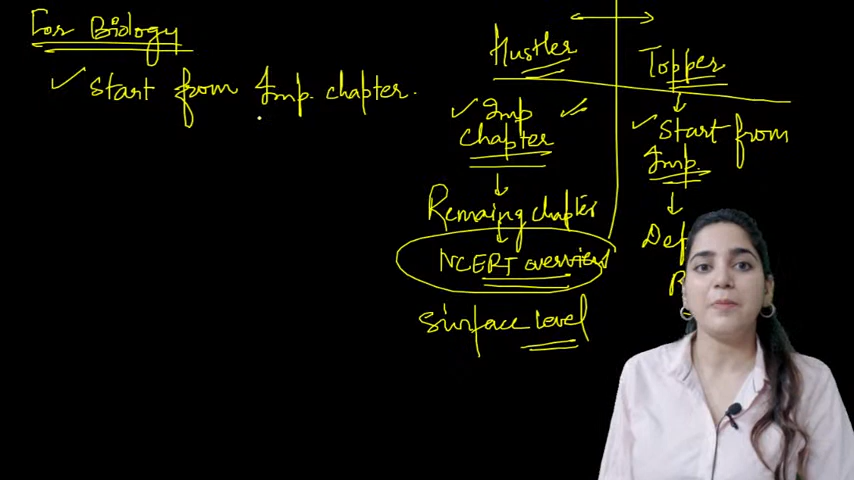 For Biology
✓ Start from Imp. chapter.
Hustler
✓ Imp ✓
chapter
↓
Remaing chapter
↓
NCERT overview
Surface level
Topper
↓
✓ Start from
Imp.
↓